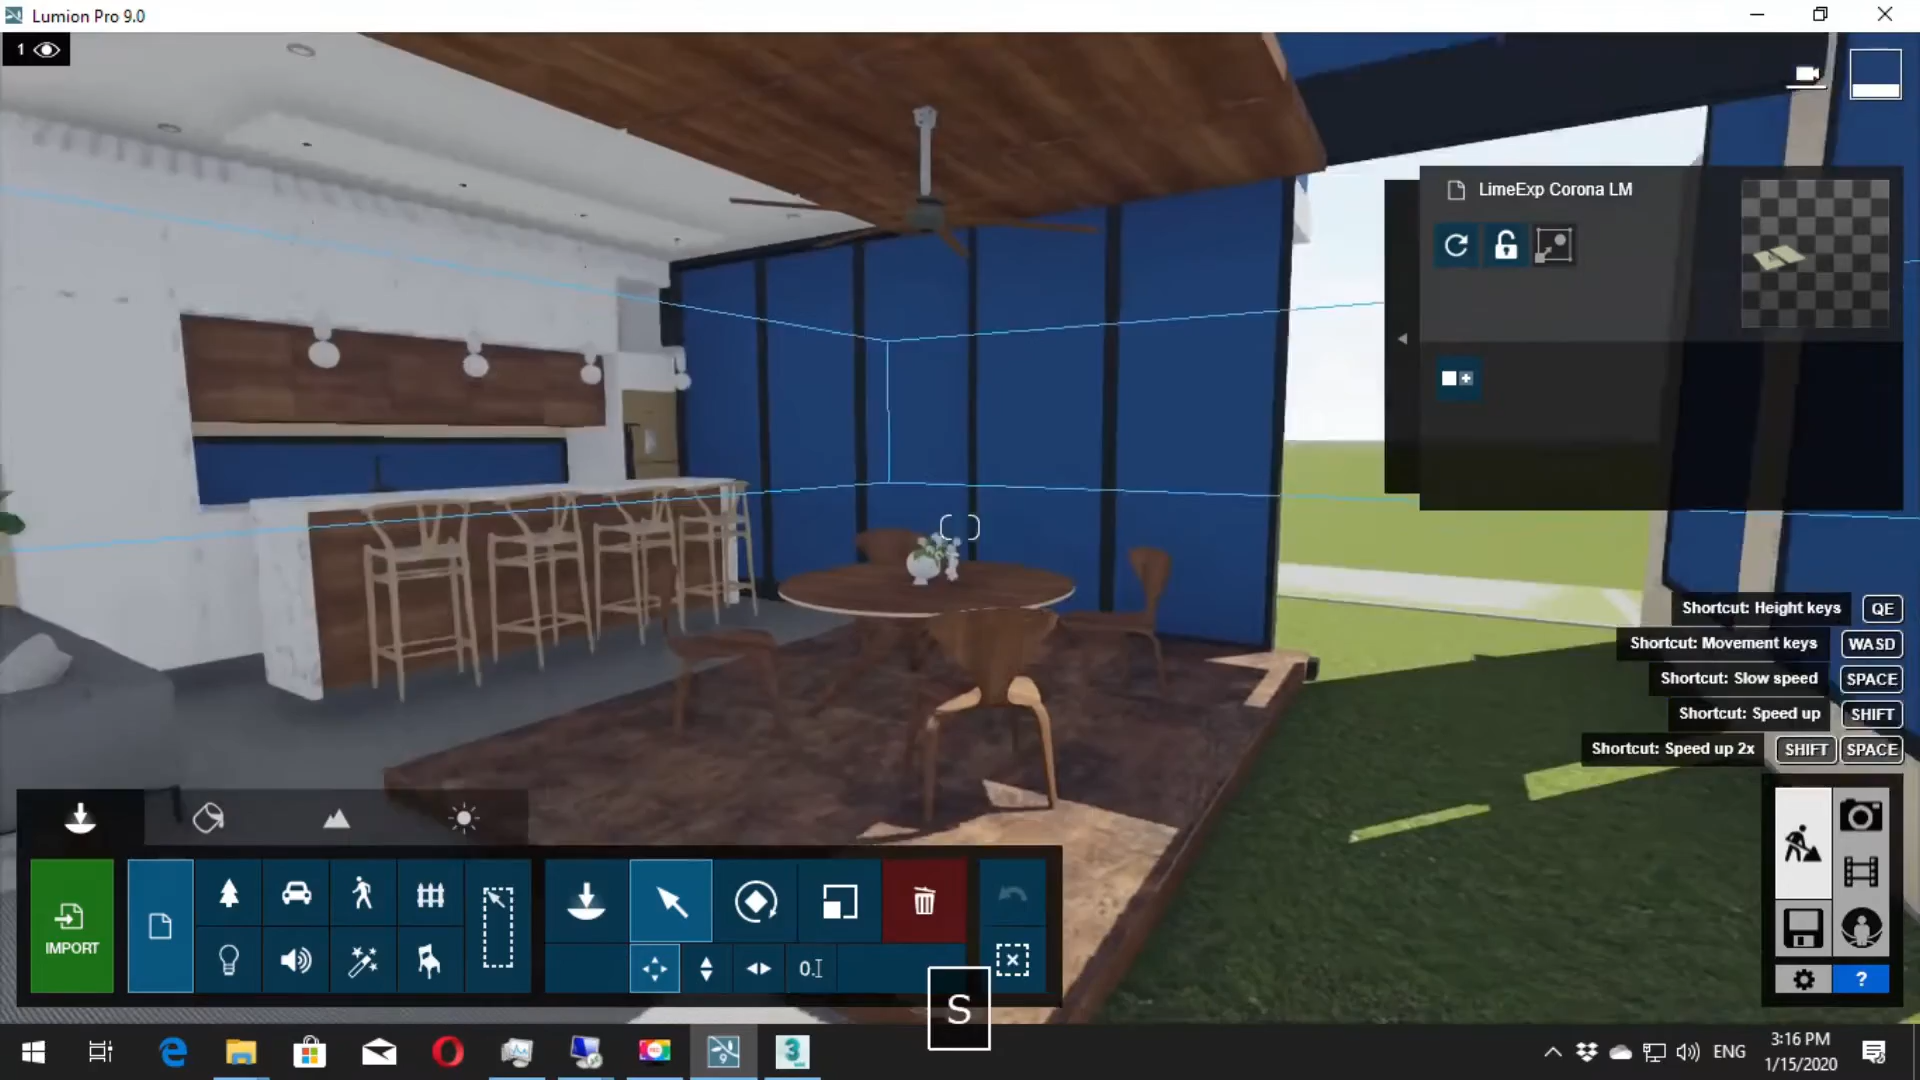 Lumion Pro 9.0
1
LimeExp Corona LM
Shortcut: Height keys QE
Shortcut: Movement keys WASD
Shortcut: Slow speed SPACE
Shortcut: Speed up SHIFT
Shortcut: Speed up 2x SHIFT SPACE
IMPORT
0.
?
S
9
3
ENG
3:16 PM
1/15/2020